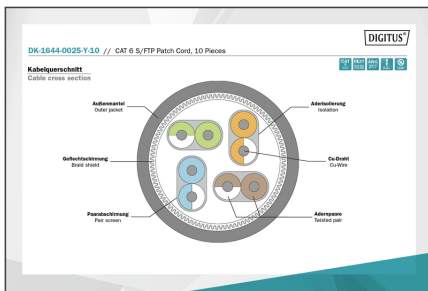 DIGITUS®
DK-1644-0025-Y-10 // CAT 6 S/FTP Patch Cord, 10 Pieces
Kabelquerschnitt
Cable cross section
Außenmantel
Outer jacket
Aderisolierung
Isolation
Geflechtschirmung
Braid shield
Cu-Draht
Cu-Wire
Paarabschirmung
Pair screen
Adernpaare
Twisted pair